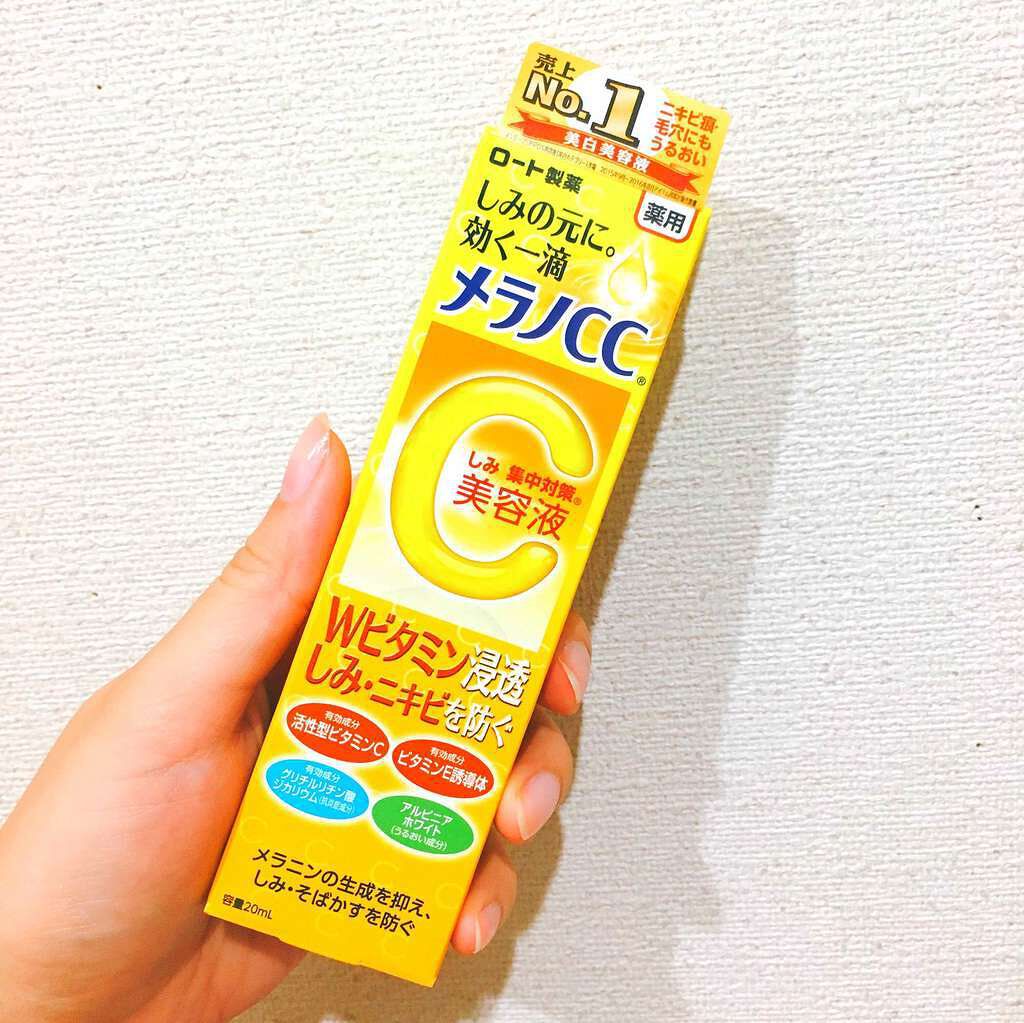 売上
No.1
ニキビ痕・
毛穴にも
うるおい
美白美容液
ロート製薬
薬用
しみの元に。
効く一滴
メラノCC®
しみ 集中対策®
美容液
Wビタミン浸透
しみ・ニキビを防ぐ
有効成分
活性型ビタミンC
有効成分
ビタミンE誘導体
有効成分
グリチルリチン酸
ジカリウム(抗炎症成分)
アルピニア
ホワイト
(うるおい成分)
メラニンの生成を抑え、
しみ・そばかすを防ぐ
容量20mL